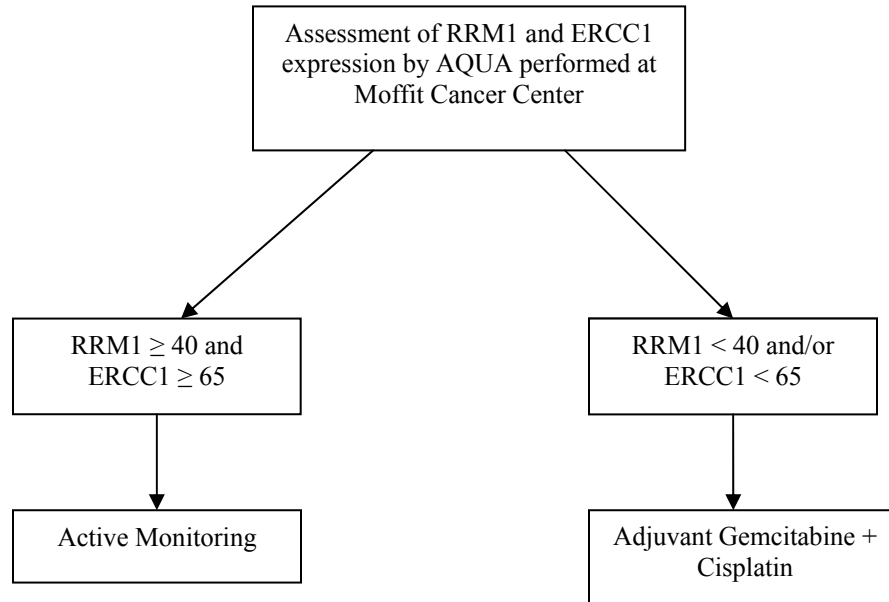 Assessment of RRM1 and ERCC1
expression by AQUA performed at
Moffit Cancer Center
RRM1 ≥ 40 and
ERCC1 ≥ 65
RRM1 < 40 and/or
ERCC1 < 65
Active Monitoring
Adjuvant Gemcitabine +
Cisplatin